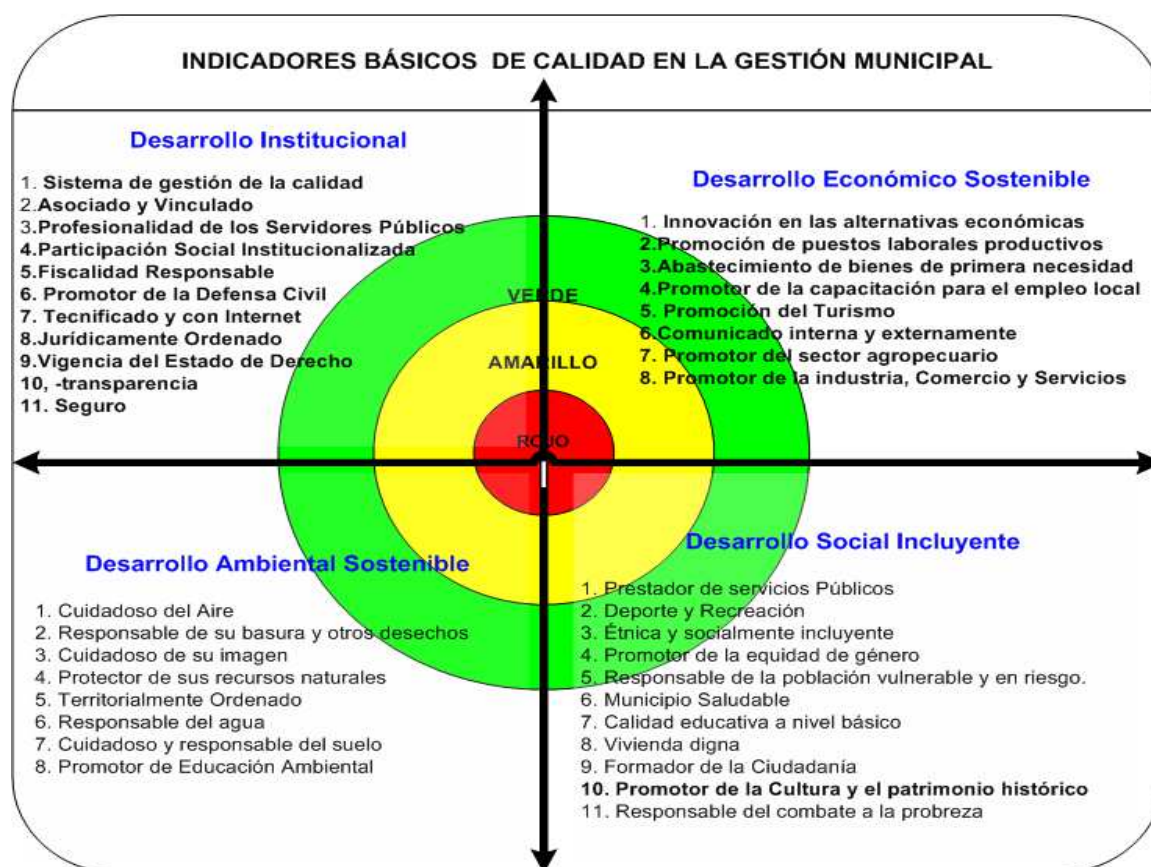 INDICADORES BÁSICOS DE CALIDAD EN LA GESTIÓN MUNICIPAL
Desarrollo Institucional
1. Sistema de gestión de la calidad
2.Asociado y Vinculado
3.Profesionalidad de los Servidores Públicos
4.Participación Social Institucionalizada
5.Fiscalidad Responsable
6. Promotor de la Defensa Civil
7. Tecnificado y con Internet
8.Jurídicamente Ordenado
9.Vigencia del Estado de Derecho
10, -transparencia
11. Seguro
Desarrollo Económico Sostenible
1. Innovación en las alternativas económicas
2.Promoción de puestos laborales productivos
3.Abastecimiento de bienes de primera necesidad
4.Promotor de la capacitación para el empleo local
5. Promoción del Turismo
6.Comunicado interna y externamente
7. Promotor del sector agropecuario
8. Promotor de la industria, Comercio y Servicios
VERDE
AMARILLO
ROJO
Desarrollo Ambiental Sostenible
1. Cuidadoso del Aire
2. Responsable de su basura y otros desechos
3. Cuidadoso de su imagen
4. Protector de sus recursos naturales
5. Territorialmente Ordenado
6. Responsable del agua
7. Cuidadoso y responsable del suelo
8. Promotor de Educación Ambiental
Desarrollo Social Incluyente
1. Prestador de servicios Públicos
2. Deporte y Recreación
3. Étnica y socialmente incluyente
4. Promotor de la equidad de género
5. Responsable de la población vulnerable y en riesgo.
6. Municipio Saludable
7. Calidad educativa a nivel básico
8. Vivienda digna
9. Formador de la Ciudadanía
10. Promotor de la Cultura y el patrimonio histórico
11. Responsable del combate a la probreza